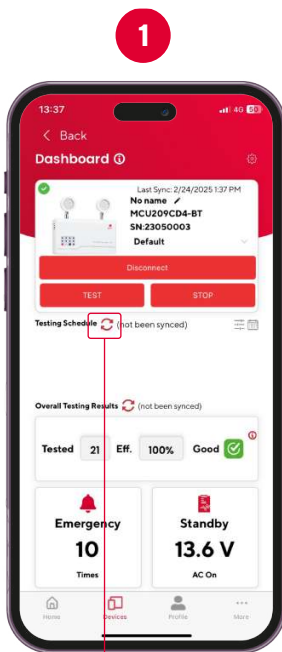 1
13:37
4G 50
Back
Dashboard
Last Sync: 2/24/2025 1:37 PM
No name
MCU209CD4-BT
SN:23050003
Default
Disconnect
TEST STOP
Testing Schedule (not been synced)
Overall Testing Results (not been synced)
Tested 21 Eff. 100% Good
Emergency Standby
10 13.6 V
Times AC On
Home Devices Profile More